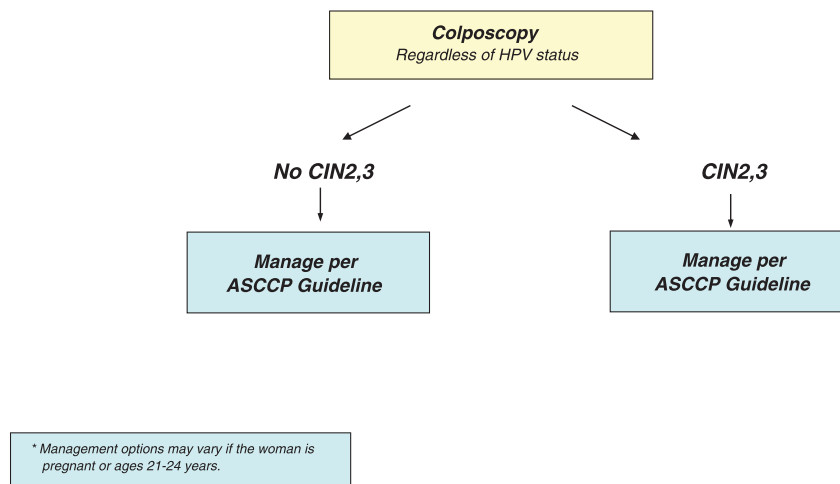 Colposcopy
Regardless of HPV status
No CIN2,3
CIN2,3
Manage per
ASCCP Guideline
Manage per
ASCCP Guideline
* Management options may vary if the woman is
pregnant or ages 21-24 years.